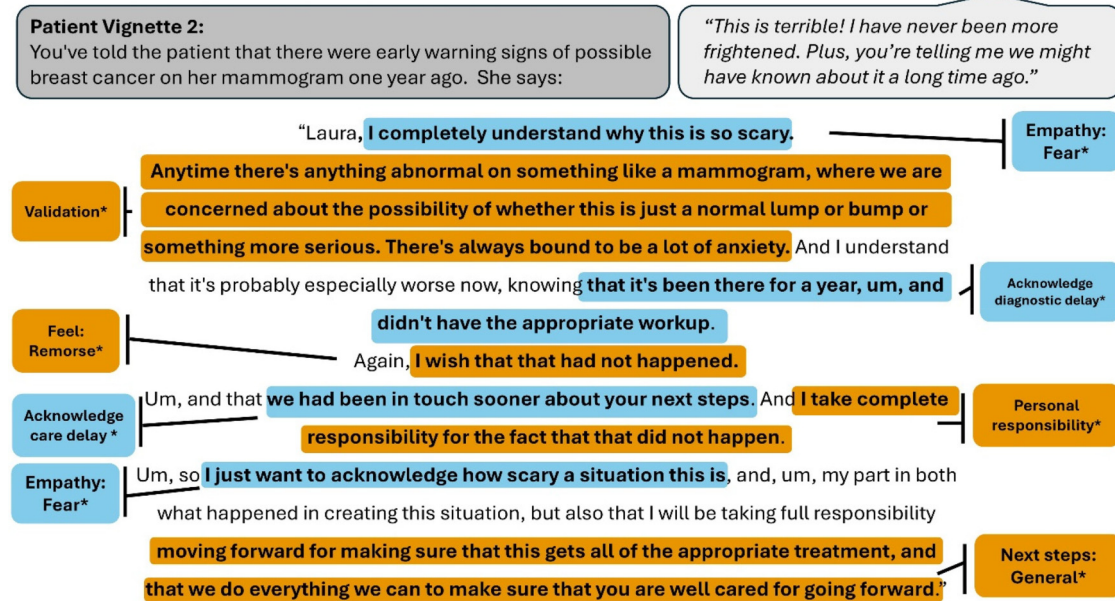 Patient Vignette 2:
You've told the patient that there were early warning signs of possible
breast cancer on her mammogram one year ago.  She says:
“This is terrible! I have never been more
frightened. Plus, you’re telling me we might
have known about it a long time ago.”
“Laura, I completely understand why this is so scary.
Empathy:
Fear*
Anytime there's anything abnormal on something like a mammogram, where we are
Validation*
concerned about the possibility of whether this is just a normal lump or bump or
something more serious. There's always bound to be a lot of anxiety. And I understand
that it's probably especially worse now, knowing that it's been there for a year, um, and
Acknowledge
diagnostic delay*
didn't have the appropriate workup.
Feel:
Remorse*
Again, I wish that that had not happened.
Um, and that we had been in touch sooner about your next steps. And I take complete
Acknowledge
care delay *
Personal
responsibility*
responsibility for the fact that that did not happen.
Um, so I just want to acknowledge how scary a situation this is, and, um, my part in both
Empathy:
Fear*
what happened in creating this situation, but also that I will be taking full responsibility
moving forward for making sure that this gets all of the appropriate treatment, and
Next steps:
General*
that we do everything we can to make sure that you are well cared for going forward.”